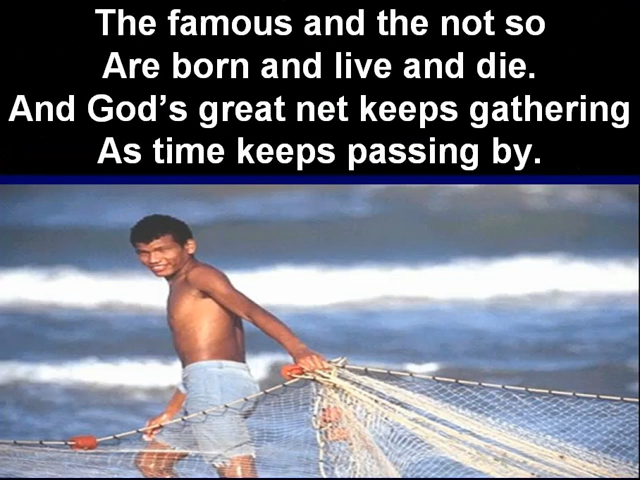 The famous and the not so
Are born and live and die.
And God's great net keeps gathering
As time keeps passing by.